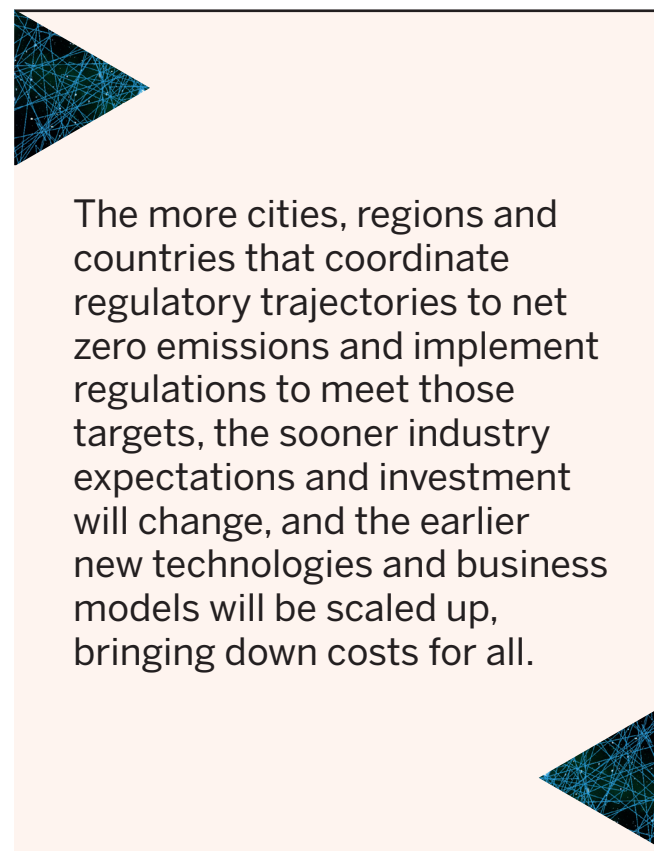 The more cities, regions and
countries that coordinate
regulatory trajectories to net
zero emissions and implement
regulations to meet those
targets, the sooner industry
expectations and investment
will change, and the earlier
new technologies and business
models will be scaled up,
bringing down costs for all.